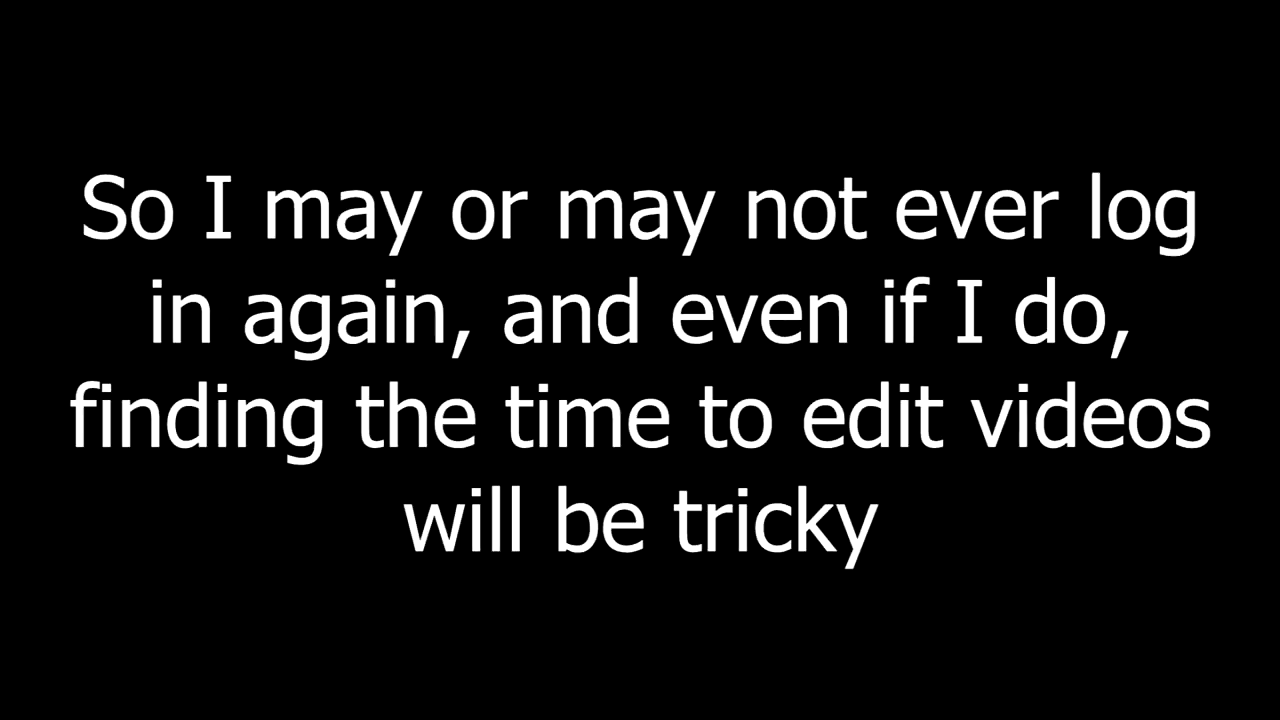 So I may or may not ever log
in again, and even if I do,
finding the time to edit videos
will be tricky